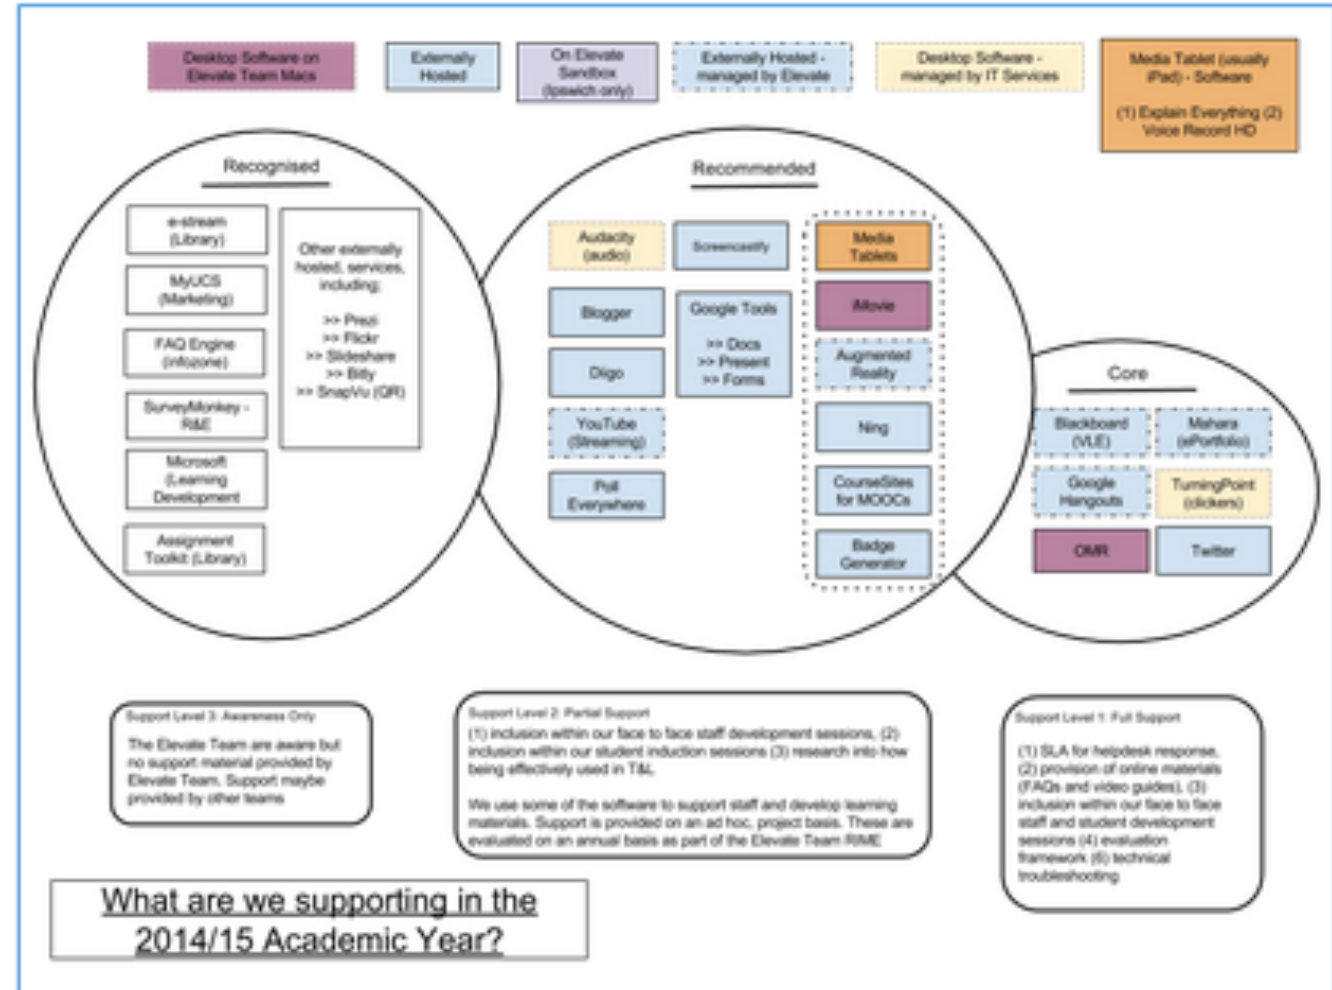 Desktop Software on
Elevate Team Macs
Externally
Hosted
On Elevate
Sandbox
(Ipswich only)
Externally Hosted -
managed by Elevate
Desktop Software -
managed by IT Services
Media Tablet (usually
iPad) - Software
(1) Explain Everything (2)
Voice Record HD
Recognised
e-stream
(Library)
MyUCS
(Marketing)
FAQ Engine
(infozone)
SurveyMonkey -
R&E
Microsoft
(Learning
Development
Assignment
Toolkit (Library)
Other externally
hosted, services,
including;
>> Prezi
>> Flickr
>> Slideshare
>> Bitly
>> SnapVu (QR)
Recommended
Audacity
(audio)
Blogger
Diigo
YouTube
(Streaming)
Poll
Everywhere
Screencastify
Google Tools
>> Docs
>> Present
>> Forms
Media
Tablets
iMovie
Augmented
Reality
Ning
CourseSites
for MOOCs
Badge
Generator
Core
Blackboard
(VLE)
Mahara
(ePortfolio)
Google
Hangouts
TurningPoint
(clickers)
OMR
Twitter
Support Level 3: Awareness Only
The Elevate Team are aware but
no support material provided by
Elevate Team. Support maybe
provided by other teams
Support Level 2: Partial Support
(1) inclusion within our face to face staff development sessions, (2)
inclusion within our student induction sessions (3) research into how
being effectively used in T&L
We use some of the software to support staff and develop learning
materials. Support is provided on an ad hoc, project basis. These are
evaluated on an annual basis as part of the Elevate Team RIME
Support Level 1: Full Support
(1) SLA for helpdesk response,
(2) provision of online materials
(FAQs and video guides), (3)
inclusion within our face to face
staff and student development
sessions (4) evaluation
framework (6) technical
troubleshooting
What are we supporting in the
2014/15 Academic Year?